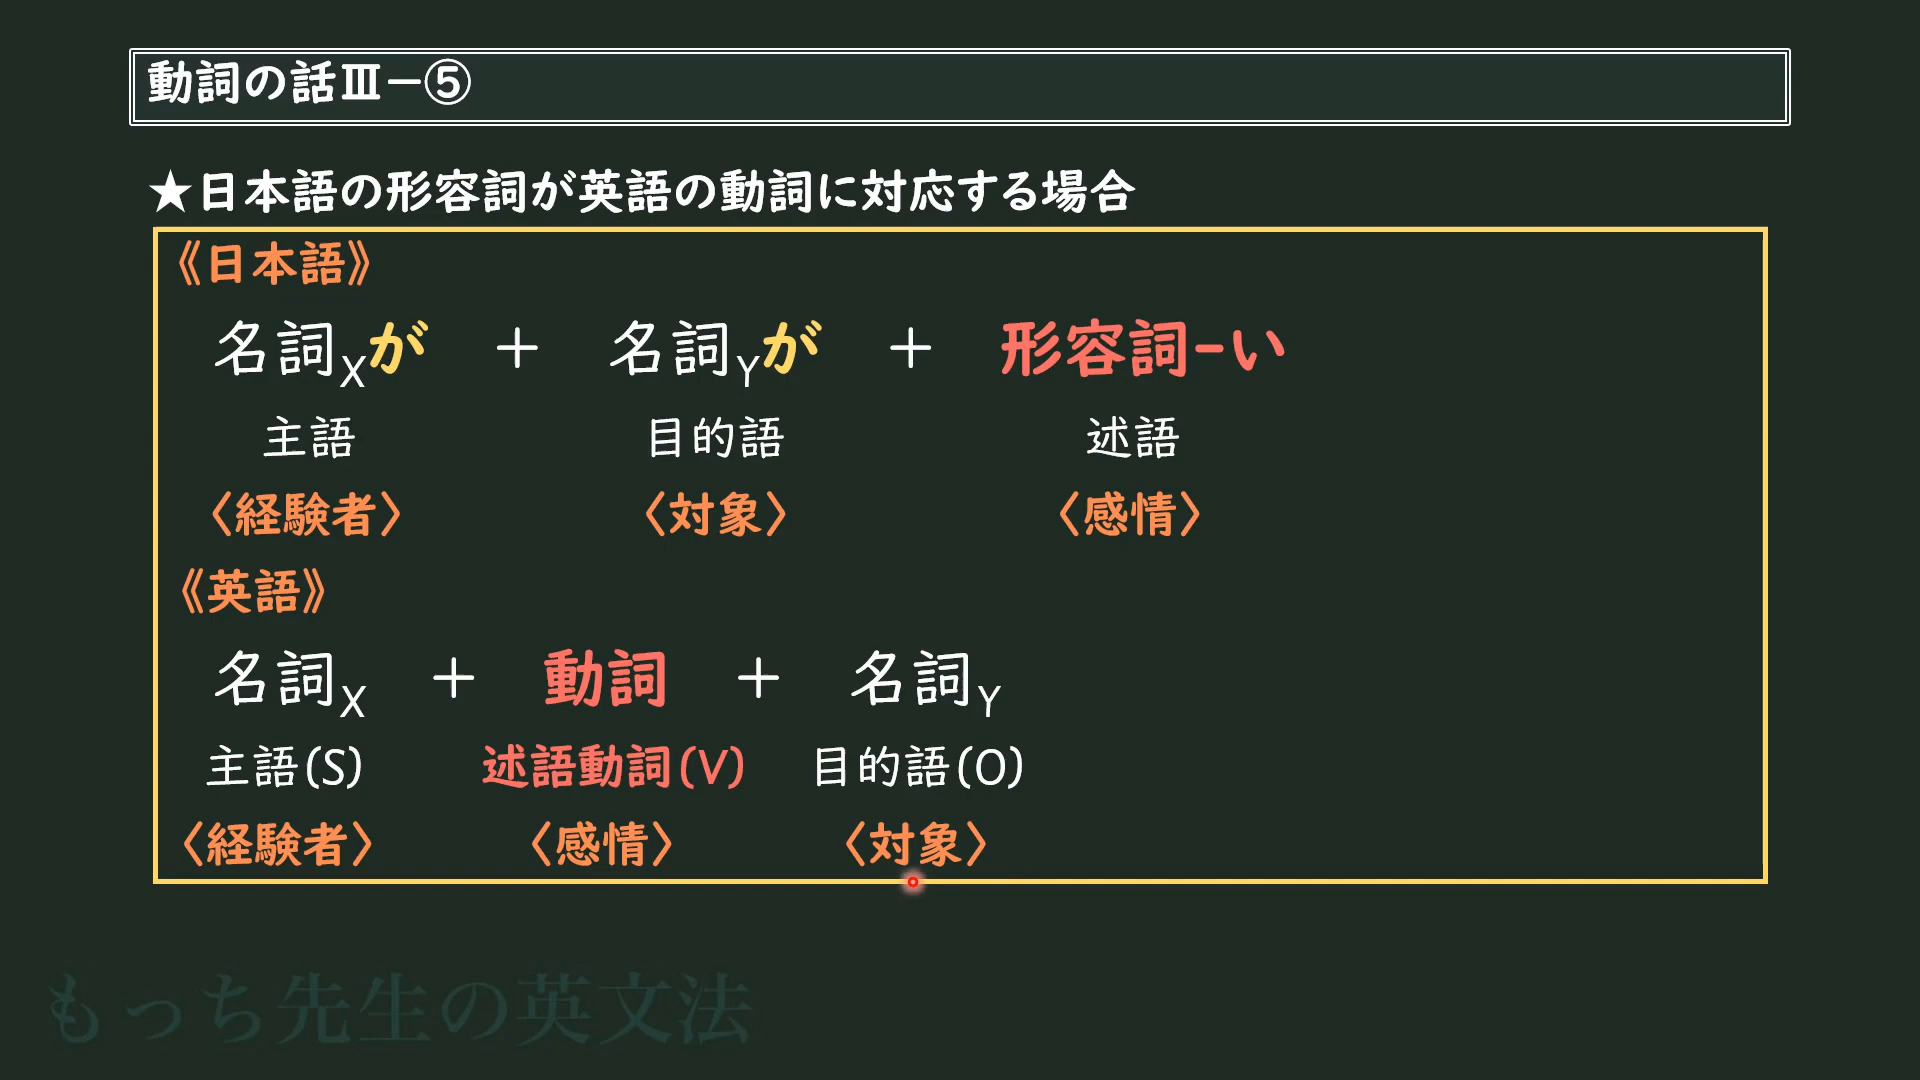 動詞の話Ⅲー⑤
★日本語の形容詞が英語の動詞に対応する場合
《日本語》
名詞Xが + 名詞Yが + 形容詞-い
主語 目的語 述語
〈経験者〉 〈対象〉 〈感情〉
《英語》
名詞X + 動詞 + 名詞Y
主語(S) 述語動詞(V) 目的語(O)
〈経験者〉 〈感情〉 〈対象〉
もっち先生の英文法